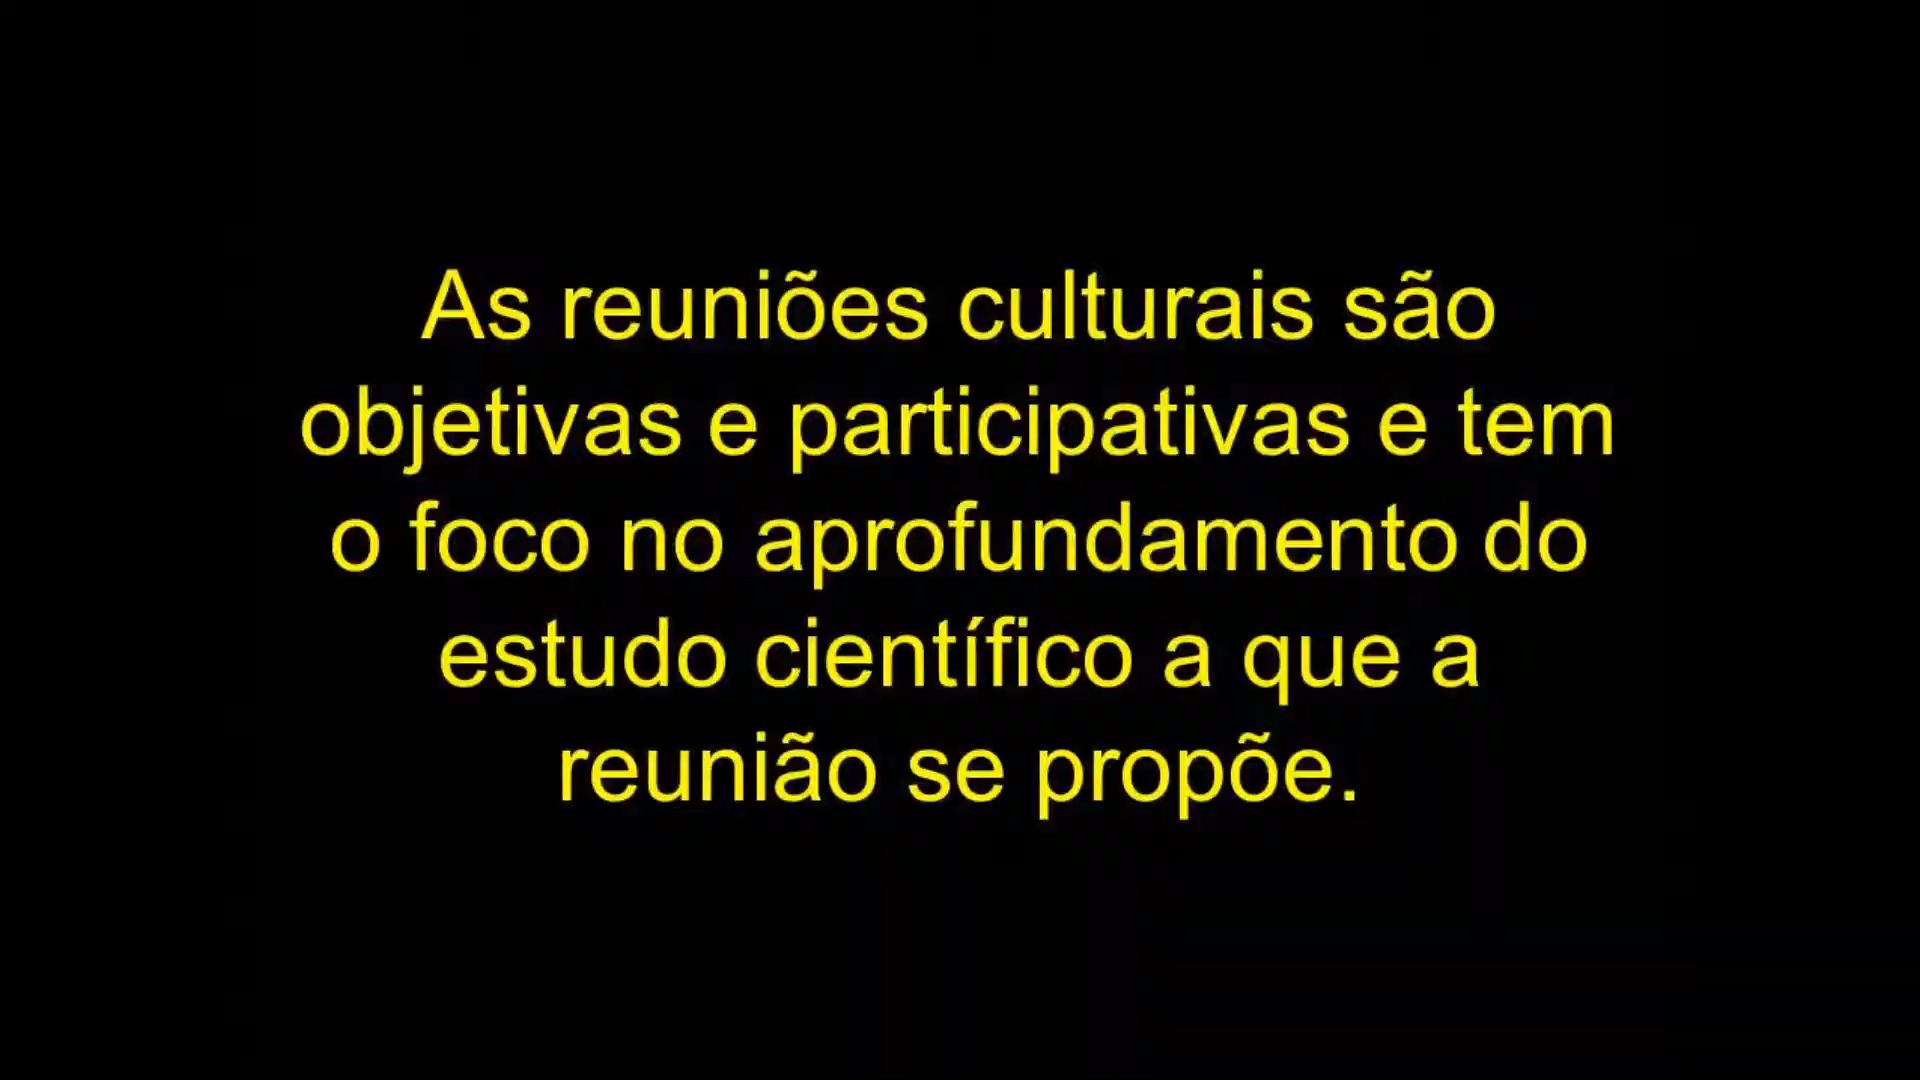 As reuniões culturais são
objetivas e participativas e tem
o foco no aprofundamento do
estudo científico a que a
reunião se propõe.